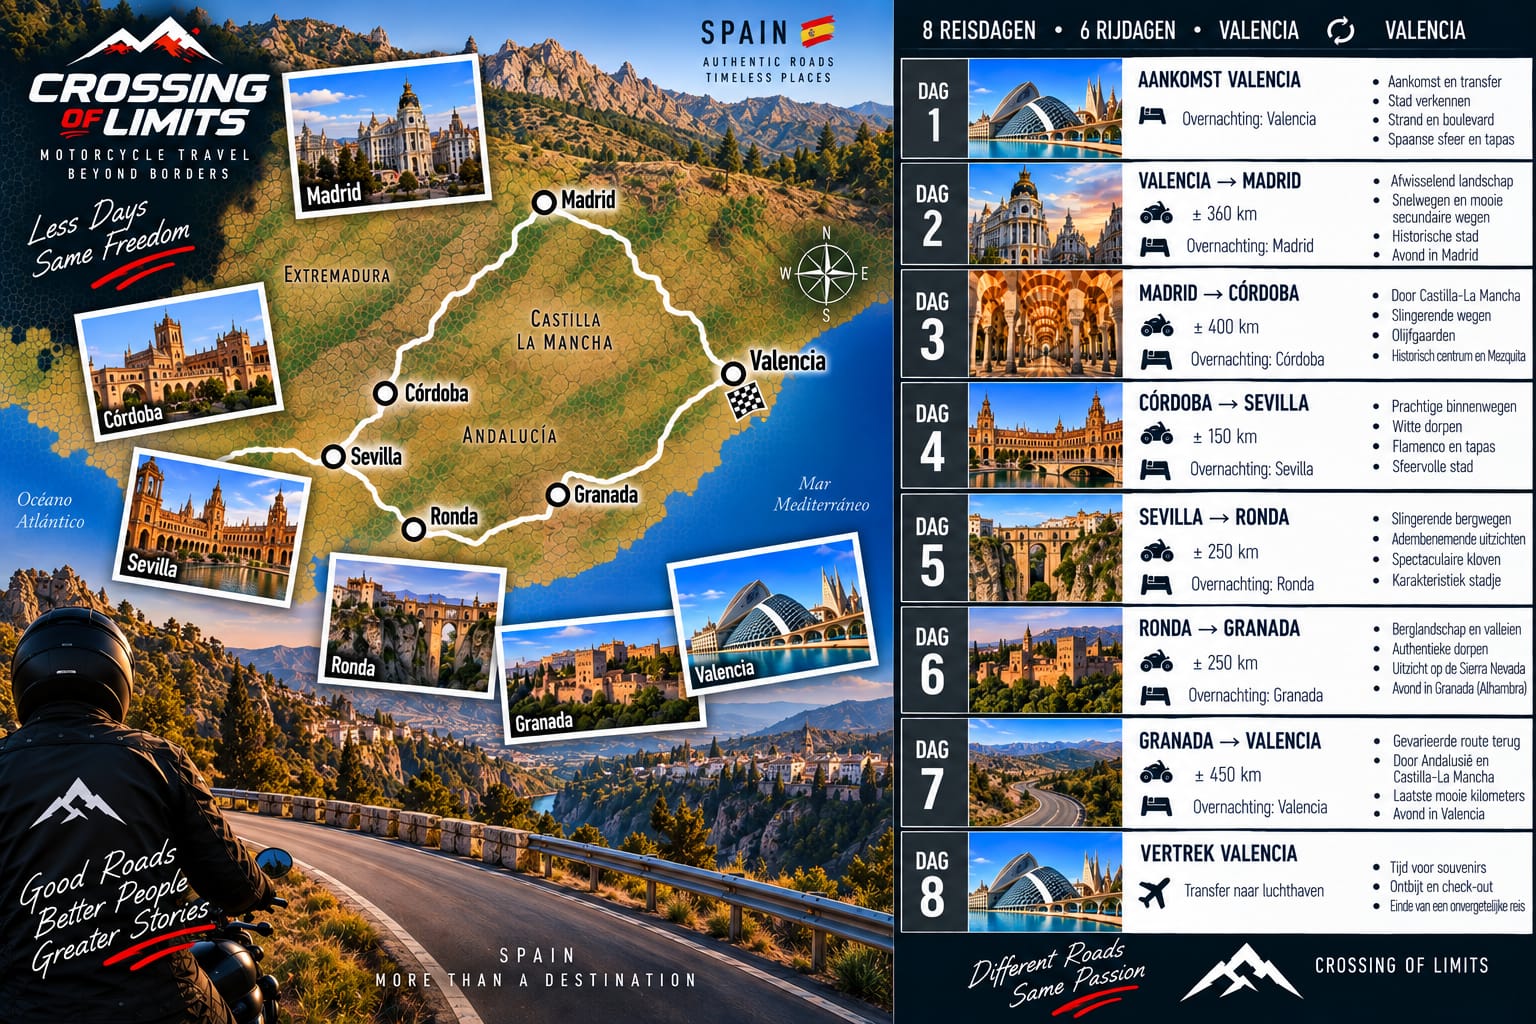 CROSSING
OF LIMITS
MOTORCYCLE TRAVEL
BEYOND BORDERS
Less Days
Same Freedom
SPAIN
AUTHENTIC ROADS
TIMELESS PLACES
Madrid
Madrid
EXTREMADURA
CASTILLA
LA MANCHA
N
W E
S
Valencia
Córdoba
Córdoba
ANDALUCÍA
Sevilla
Sevilla
Granada
Ronda
Océano
Atlántico
Mar
Mediterráneo
Ronda
Granada
Valencia
Good Roads
Better People
Greater Stories
SPAIN
MORE THAN A DESTINATION
8 REISDAGEN • 6 RIJDAGEN • VALENCIA VALENCIA
DAG
1
AANKOMST VALENCIA
Overnachting: Valencia
• Aankomst en transfer
• Stad verkennen
• Strand en boulevard
• Spaanse sfeer en tapas
DAG
2
VALENCIA → MADRID
± 360 km
Overnachting: Madrid
• Afwisselend landschap
• Snelwegen en mooie
secundaire wegen
• Historische stad
• Avond in Madrid
DAG
3
MADRID → CÓRDOBA
± 400 km
Overnachting: Córdoba
• Door Castilla-La Mancha
• Slingerende wegen
• Olijfgaarden
• Historisch centrum en Mezquita
DAG
4
CÓRDOBA → SEVILLA
± 150 km
Overnachting: Sevilla
• Prachtige binnenwegen
• Witte dorpen
• Flamenco en tapas
• Sfeervolle stad
DAG
5
SEVILLA → RONDA
± 250 km
Overnachting: Ronda
• Slingerende bergwegen
• Adembenemende uitzichten
• Spectaculaire kloven
• Karakteristiek stadje
DAG
6
RONDA → GRANADA
± 250 km
Overnachting: Granada
• Berglandschap en valleien
• Authentieke dorpen
• Uitzicht op de Sierra Nevada
• Avond in Granada (Alhambra)
DAG
7
GRANADA → VALENCIA
± 450 km
Overnachting: Valencia
• Gevarieerde route terug
• Door Andalusië en
Castilla-La Mancha
• Laatste mooie kilometers
• Avond in Valencia
DAG
8
VERTREK VALENCIA
Transfer naar luchthaven
• Tijd voor souvenirs
• Ontbijt en check-out
• Einde van een onvergetelijke reis
Different Roads
Same Passion
CROSSING OF LIMITS